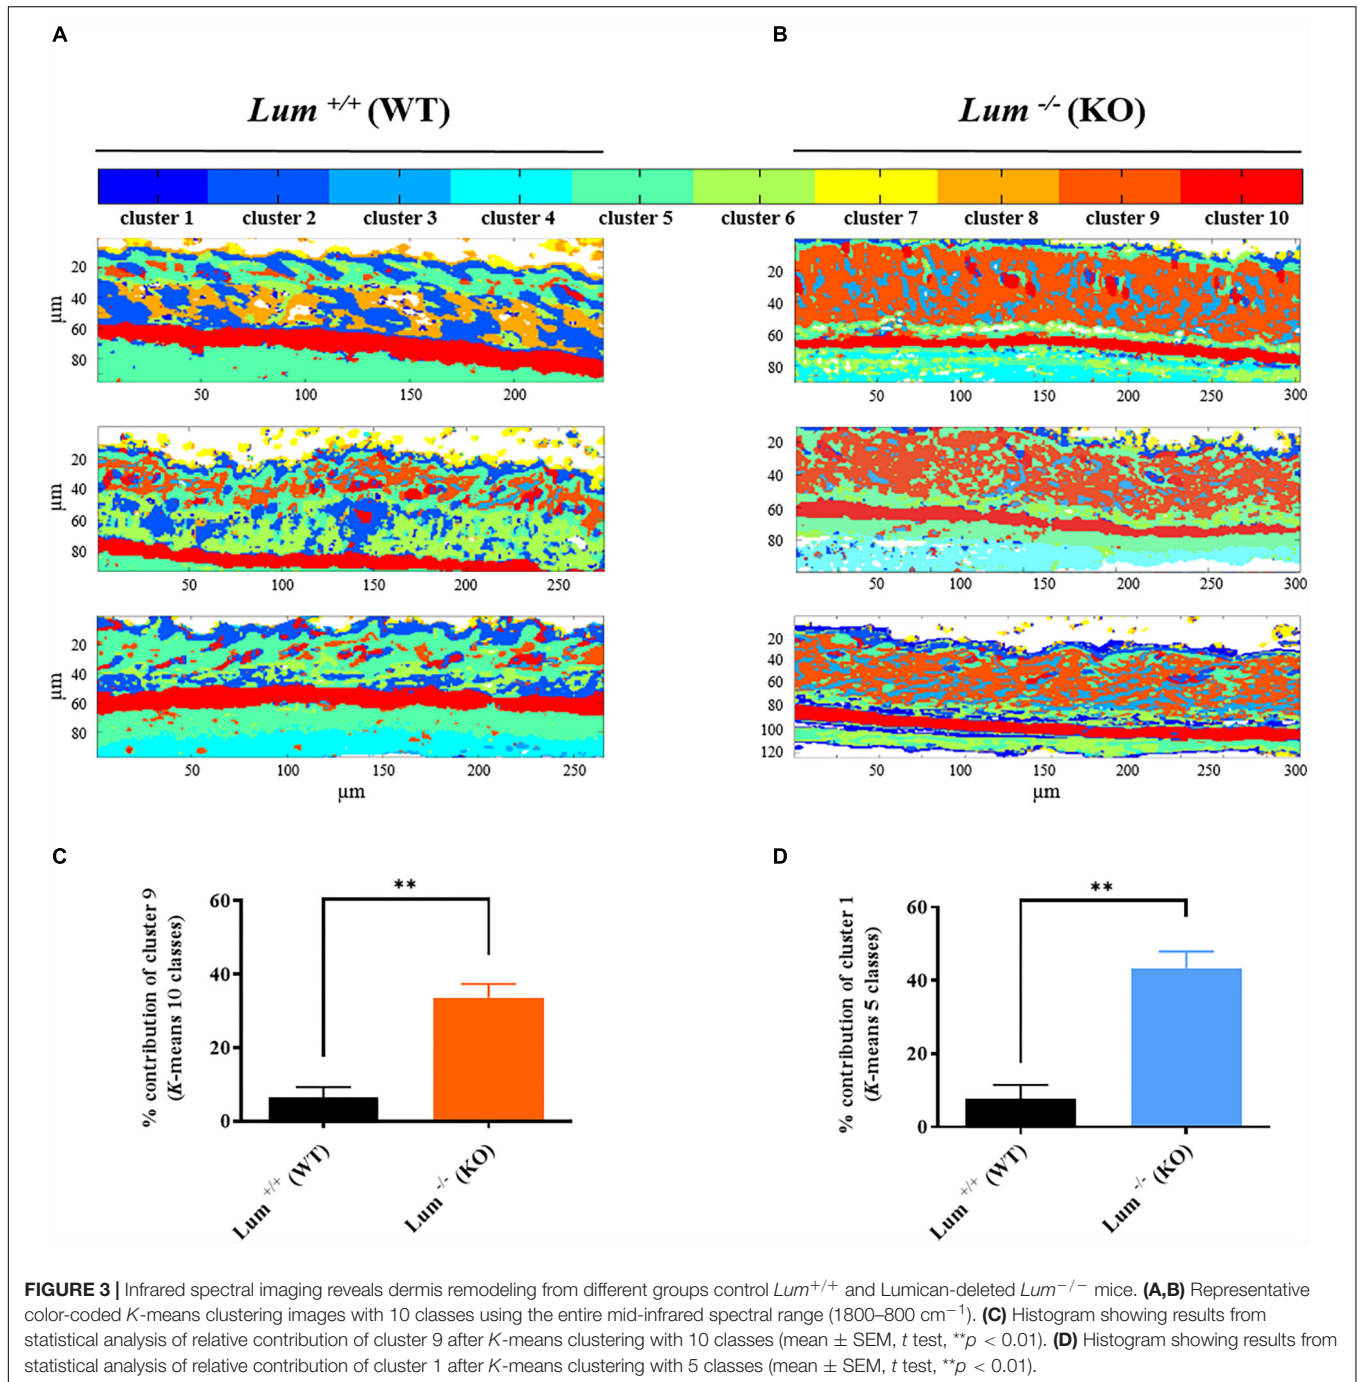 A
B
Lum +/+ (WT)
Lum -/- (KO)
cluster 1 cluster 2 cluster 3 cluster 4 cluster 5 cluster 6 cluster 7 cluster 8 cluster 9 cluster 10
20
40
60
80
µm
50 100 150 200
20
40
60
80
50 100 150 200 250 300
20
40
60
80
µm
50 100 150 200 250
20
40
60
80
50 100 150 200 250 300
20
40
60
80
µm
50 100 150 200 250
µm
20
40
60
80
100
120
50 100 150 200 250 300
µm
C
% contribution of cluster 9
(K-means 10 classes)
60
40
20
0
**
Lum +/+ (WT)
Lum -/- (KO)
D
% contribution of cluster 1
(K-means 5 classes)
60
40
20
0
**
Lum +/+ (WT)
Lum -/- (KO)
FIGURE 3 | Infrared spectral imaging reveals dermis remodeling from different groups control Lum+/+ and Lumican-deleted Lum−/− mice. (A,B) Representative
color-coded K-means clustering images with 10 classes using the entire mid-infrared spectral range (1800–800 cm−1). (C) Histogram showing results from
statistical analysis of relative contribution of cluster 9 after K-means clustering with 10 classes (mean ± SEM, t test, **p < 0.01). (D) Histogram showing results from
statistical analysis of relative contribution of cluster 1 after K-means clustering with 5 classes (mean ± SEM, t test, **p < 0.01).